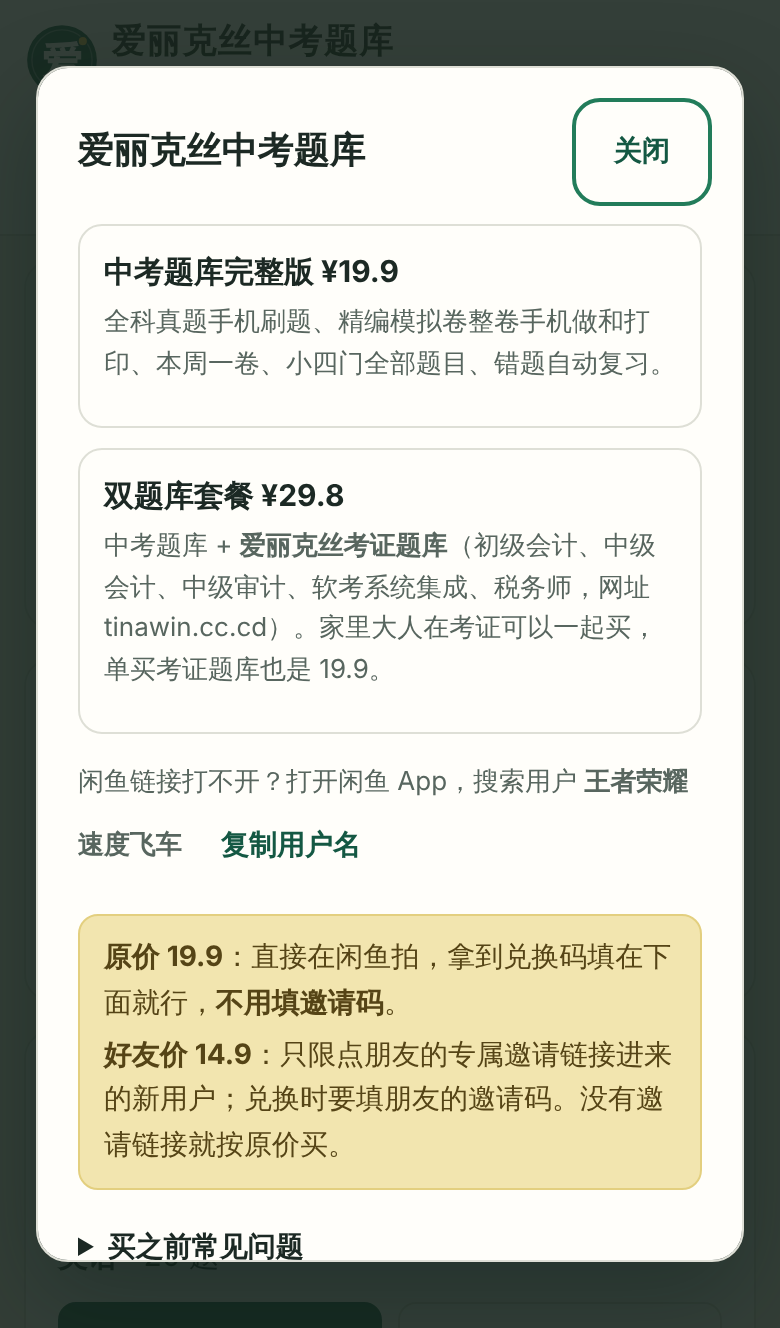 爱丽克丝中考题库
爱丽克丝中考题库
关闭
中考题库完整版 ¥19.9
全科真题手机刷题、精编模拟卷整卷手机做和打
印、本周一卷、小四门全部题目、错题自动复习。
双题库套餐 ¥29.8
中考题库 + 爱丽克丝考证题库（初级会计、中级
会计、中级审计、软考系统集成、税务师，网址
tinawin.cc.cd）。家里大人在考证可以一起买，
单买考证题库也是 19.9。
闲鱼链接打不开？打开闲鱼 App，搜索用户 王者荣耀
速度飞车 复制用户名
原价 19.9：直接在闲鱼拍，拿到兑换码填在下
面就行，不用填邀请码。
好友价 14.9：只限点朋友的专属邀请链接进来
的新用户；兑换时要填朋友的邀请码。没有邀
请链接就按原价买。
▶ 买之前常见问题